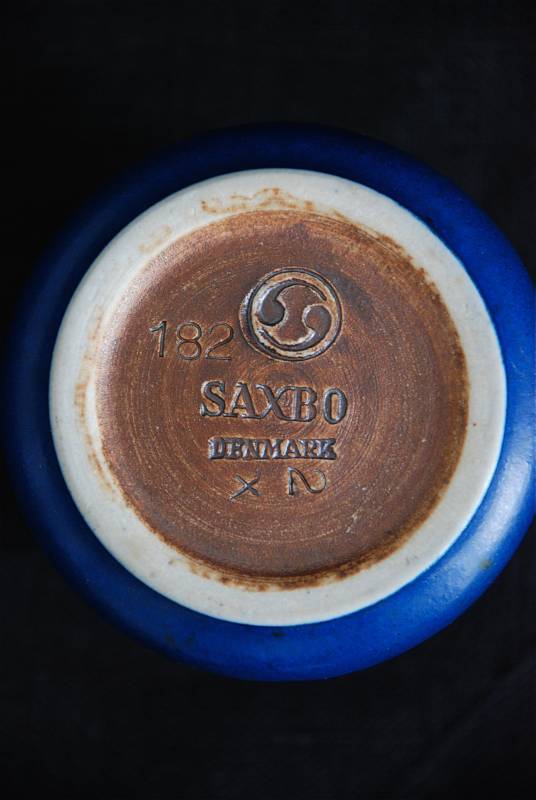 182
SAXBO
DENMARK
x 2